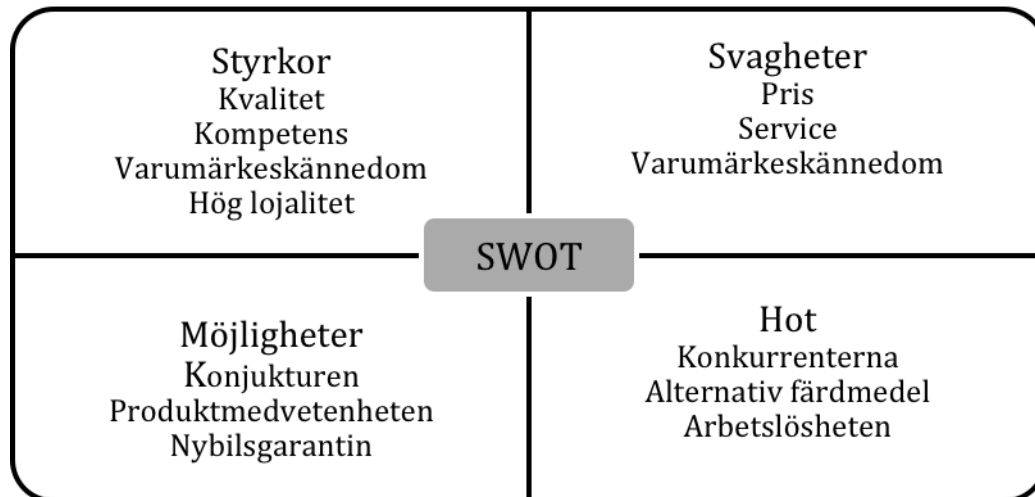 Styrkor
Kvalitet
Kompetens
Varumärkeskännedom
Hög lojalitet
Svagheter
Pris
Service
Varumärkeskännedom
SWOT
Möjligheter
Konjukturen
Produktmedvetenheten
Nybilsgarantin
Hot
Konkurrenterna
Alternativ färdmedel
Arbetslösheten